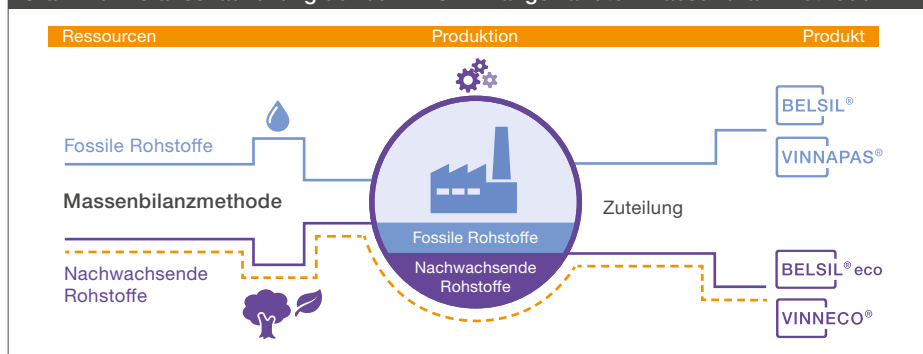 Ressourcen
Produktion
Produkt
Fossile Rohstoffe
BELSIL®
VINNAPAS®
Massenbilanzmethode
Zuteilung
Fossile Rohstoffe
Nachwachsende
Rohstoffe
Nachwachsende
Rohstoffe
BELSIL® eco
VINNECO®